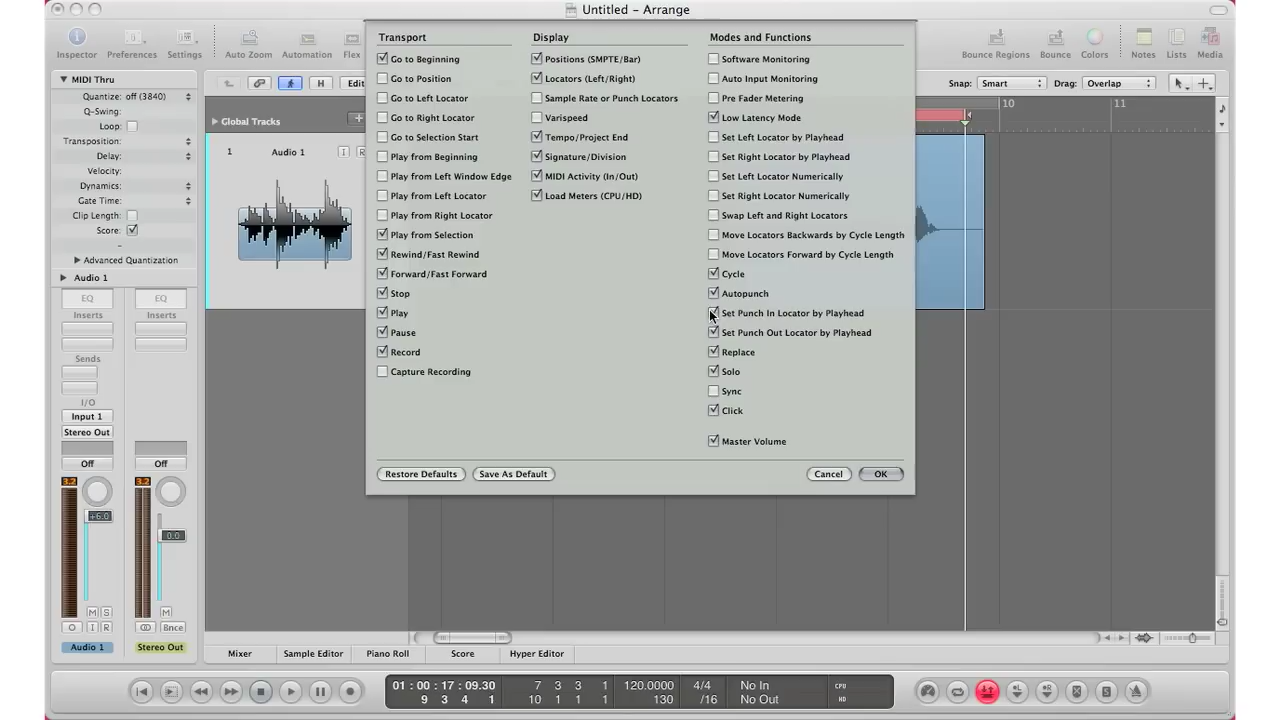 Untitled – Arrange
Inspector
Preferences
Settings
Auto Zoom
Automation
Flex
Bounce Regions
Bounce
Colors
Notes
Lists
Media
MIDI Thru
Quantize: off (3840)
Q-Swing:
Loop:
Transposition:
Delay:
Velocity:
Dynamics:
Gate Time:
Clip Length:
Score:
–
Advanced Quantization
Audio 1
EQ EQ
Inserts Inserts
Sends
I/O
Input 1
Stereo Out
Off Off
3.2 3.2
+6.0 0.0
M S M
O I R Bnce
Audio 1 Stereo Out
H Edit
Snap: Smart
Drag: Overlap
Global Tracks
10 11
1 Audio 1 I R
Transport
Go to Beginning
Go to Position
Go to Left Locator
Go to Right Locator
Go to Selection Start
Play from Beginning
Play from Left Window Edge
Play from Left Locator
Play from Right Locator
Play from Selection
Rewind/Fast Rewind
Forward/Fast Forward
Stop
Play
Pause
Record
Capture Recording
Display
Positions (SMPTE/Bar)
Locators (Left/Right)
Sample Rate or Punch Locators
Varispeed
Tempo/Project End
Signature/Division
MIDI Activity (In/Out)
Load Meters (CPU/HD)
Modes and Functions
Software Monitoring
Auto Input Monitoring
Pre Fader Metering
Low Latency Mode
Set Left Locator by Playhead
Set Right Locator by Playhead
Set Left Locator Numerically
Set Right Locator Numerically
Swap Left and Right Locators
Move Locators Backwards by Cycle Length
Move Locators Forward by Cycle Length
Cycle
Autopunch
Set Punch In Locator by Playhead
Set Punch Out Locator by Playhead
Replace
Solo
Sync
Click
Master Volume
Restore Defaults
Save As Default
Cancel
OK
Mixer
Sample Editor
Piano Roll
Score
Hyper Editor
01 : 00 : 17 : 09.30 7 3 3 1 120.0000 4/4 No In CPU
9 3 4 1 10 1 1 1 130 /16 No Out HD
S